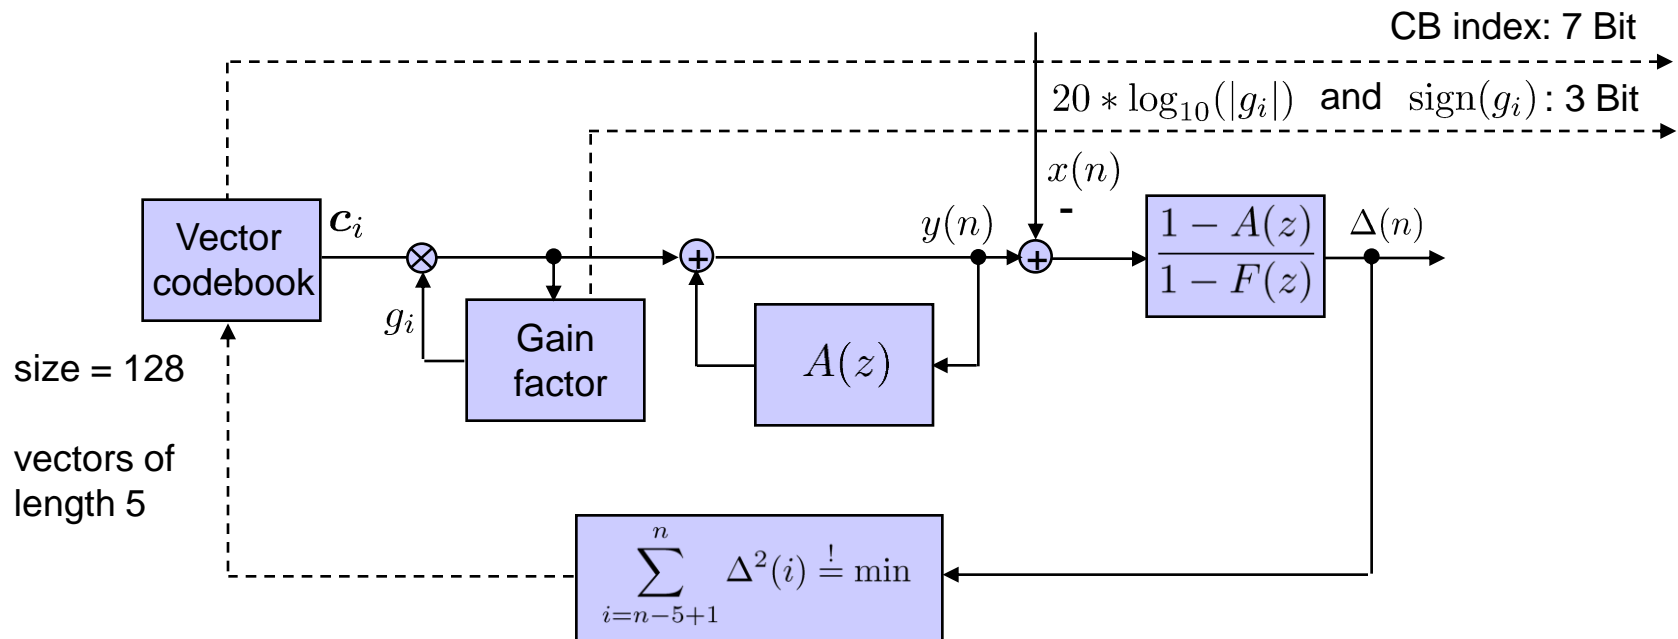 CB index: 7 Bit
20 ∗ log₁₀(|gᵢ|) and sign(gᵢ) : 3 Bit
x(n)
-
Vector
codebook
cᵢ
y(n)
1 − A(z)
1 − F(z)
Δ(n)
gᵢ
Gain
factor
A(z)
size = 128
vectors of
length 5
n
∑ Δ²(i) =! min
i=n−5+1